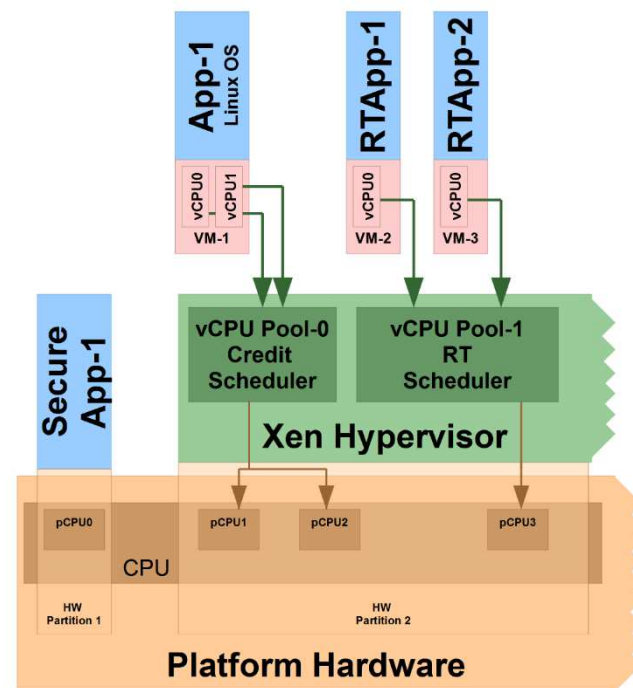 App-1
Linux OS
RTApp-1
RTApp-2
vCPU0
vCPU1
vCPU0
vCPU0
VM-1
VM-2
VM-3
Secure
App-1
vCPU Pool-0
Credit
Scheduler
vCPU Pool-1
RT
Scheduler
Xen Hypervisor
pCPU0
pCPU1
pCPU2
pCPU3
CPU
HW
Partition 1
HW
Partition 2
Platform Hardware